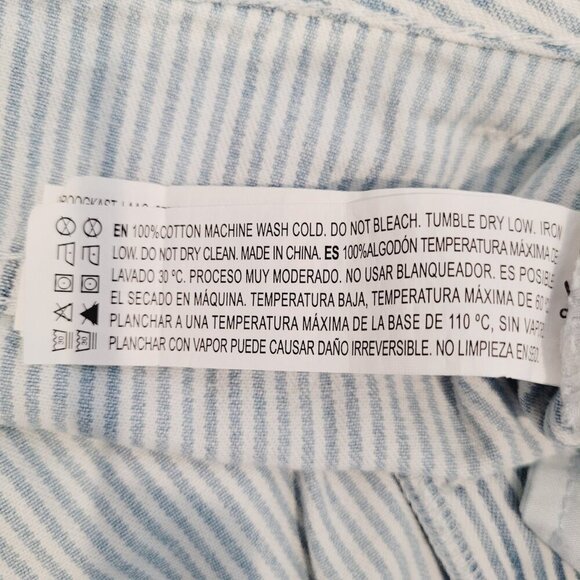 EN 100%COTTON MACHINE WASH COLD. DO NOT BLEACH. TUMBLE DRY LOW. IRON
LOW. DO NOT DRY CLEAN. MADE IN CHINA. ES 100%ALGODÓN TEMPERATURA MÁXIMA DE
LAVADO 30 ºC. PROCESO MUY MODERADO. NO USAR BLANQUEADOR. ES POSIBLE
EL SECADO EN MÁQUINA. TEMPERATURA BAJA, TEMPERATURA MÁXIMA DE 60
PLANCHAR A UNA TEMPERATURA MÁXIMA DE LA BASE DE 110 ºC, SIN VAPOR
PLANCHAR CON VAPOR PUEDE CAUSAR DAÑO IRREVERSIBLE. NO LIMPIEZA EN SECO